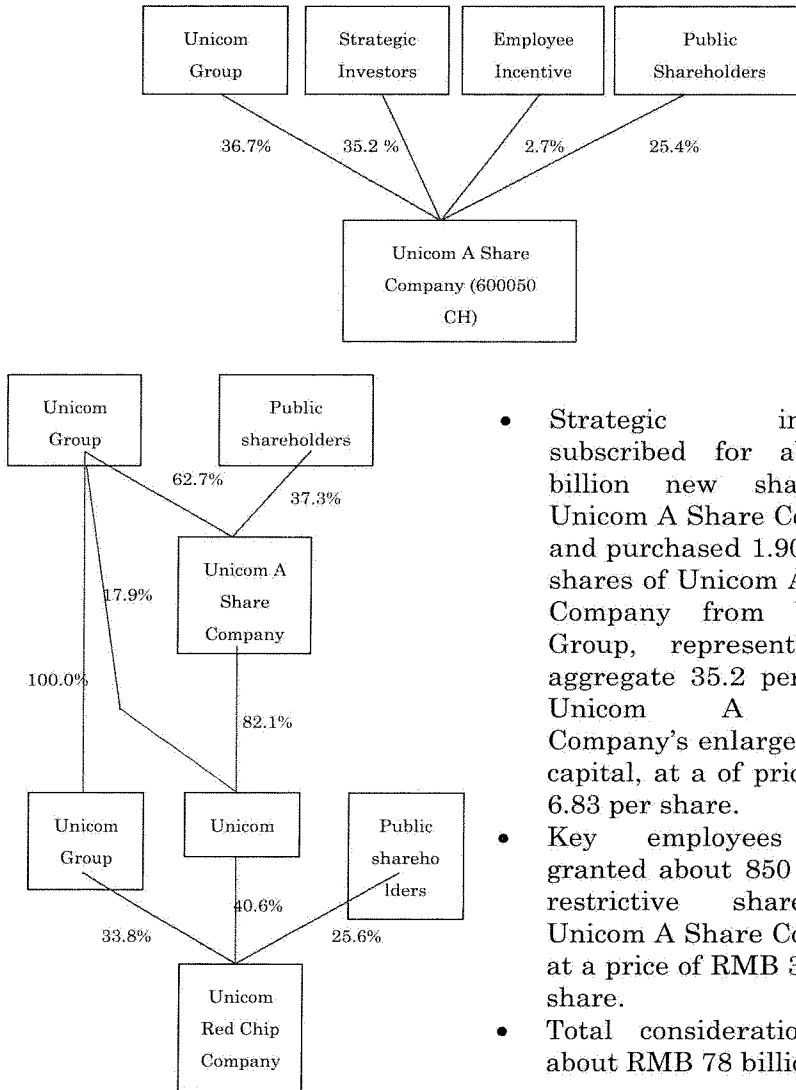 Unicom
Group
Strategic
Investors
Employee
Incentive
Public
Shareholders
36.7%
35.2 %
2.7%
25.4%
Unicom A Share
Company (600050
CH)
Unicom
Group
Public
shareholders
62.7%
37.3%
Unicom A
Share
Company
17.9%
100.0%
82.1%
Unicom
Group
Unicom
Public
shareho
lders
33.8%
40.6%
25.6%
Unicom
Red Chip
Company
• Strategic
subscribed for
billion new
Unicom A Share
and purchased 1.90
shares of Unicom A
Company from
Group,
aggregate 35.2
Unicom A
Company's
capital, at a of
6.83 per share.
• Key employees
granted about 850
restrictive
Unicom A Share
at a price of RMB
share.
• Total
about RMB 78